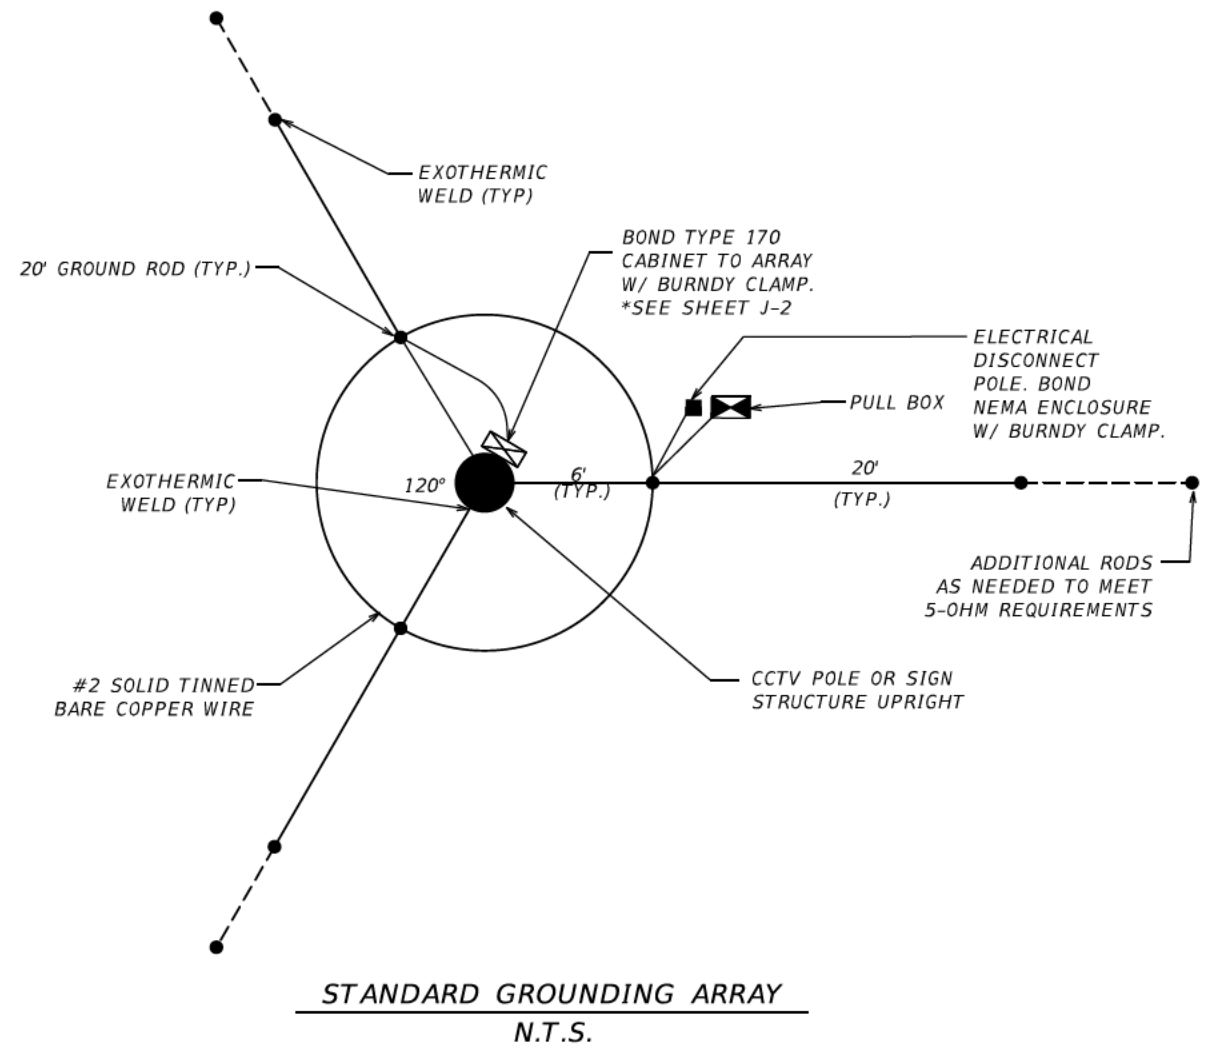 EXOTHERMIC
WELD (TYP)
BOND TYPE 170
CABINET TO ARRAY
W/ BURNDY CLAMP.
*SEE SHEET J-2
20' GROUND ROD (TYP.)
ELECTRICAL
DISCONNECT
POLE. BOND
NEMA ENCLOSURE
W/ BURNDY CLAMP.
PULL BOX
EXOTHERMIC
WELD (TYP)
120°
6'
(TYP.)
20'
(TYP.)
ADDITIONAL RODS
AS NEEDED TO MEET
5-OHM REQUIREMENTS
#2 SOLID TINNED
BARE COPPER WIRE
CCTV POLE OR SIGN
STRUCTURE UPRIGHT
STANDARD GROUNDING ARRAY
N.T.S.